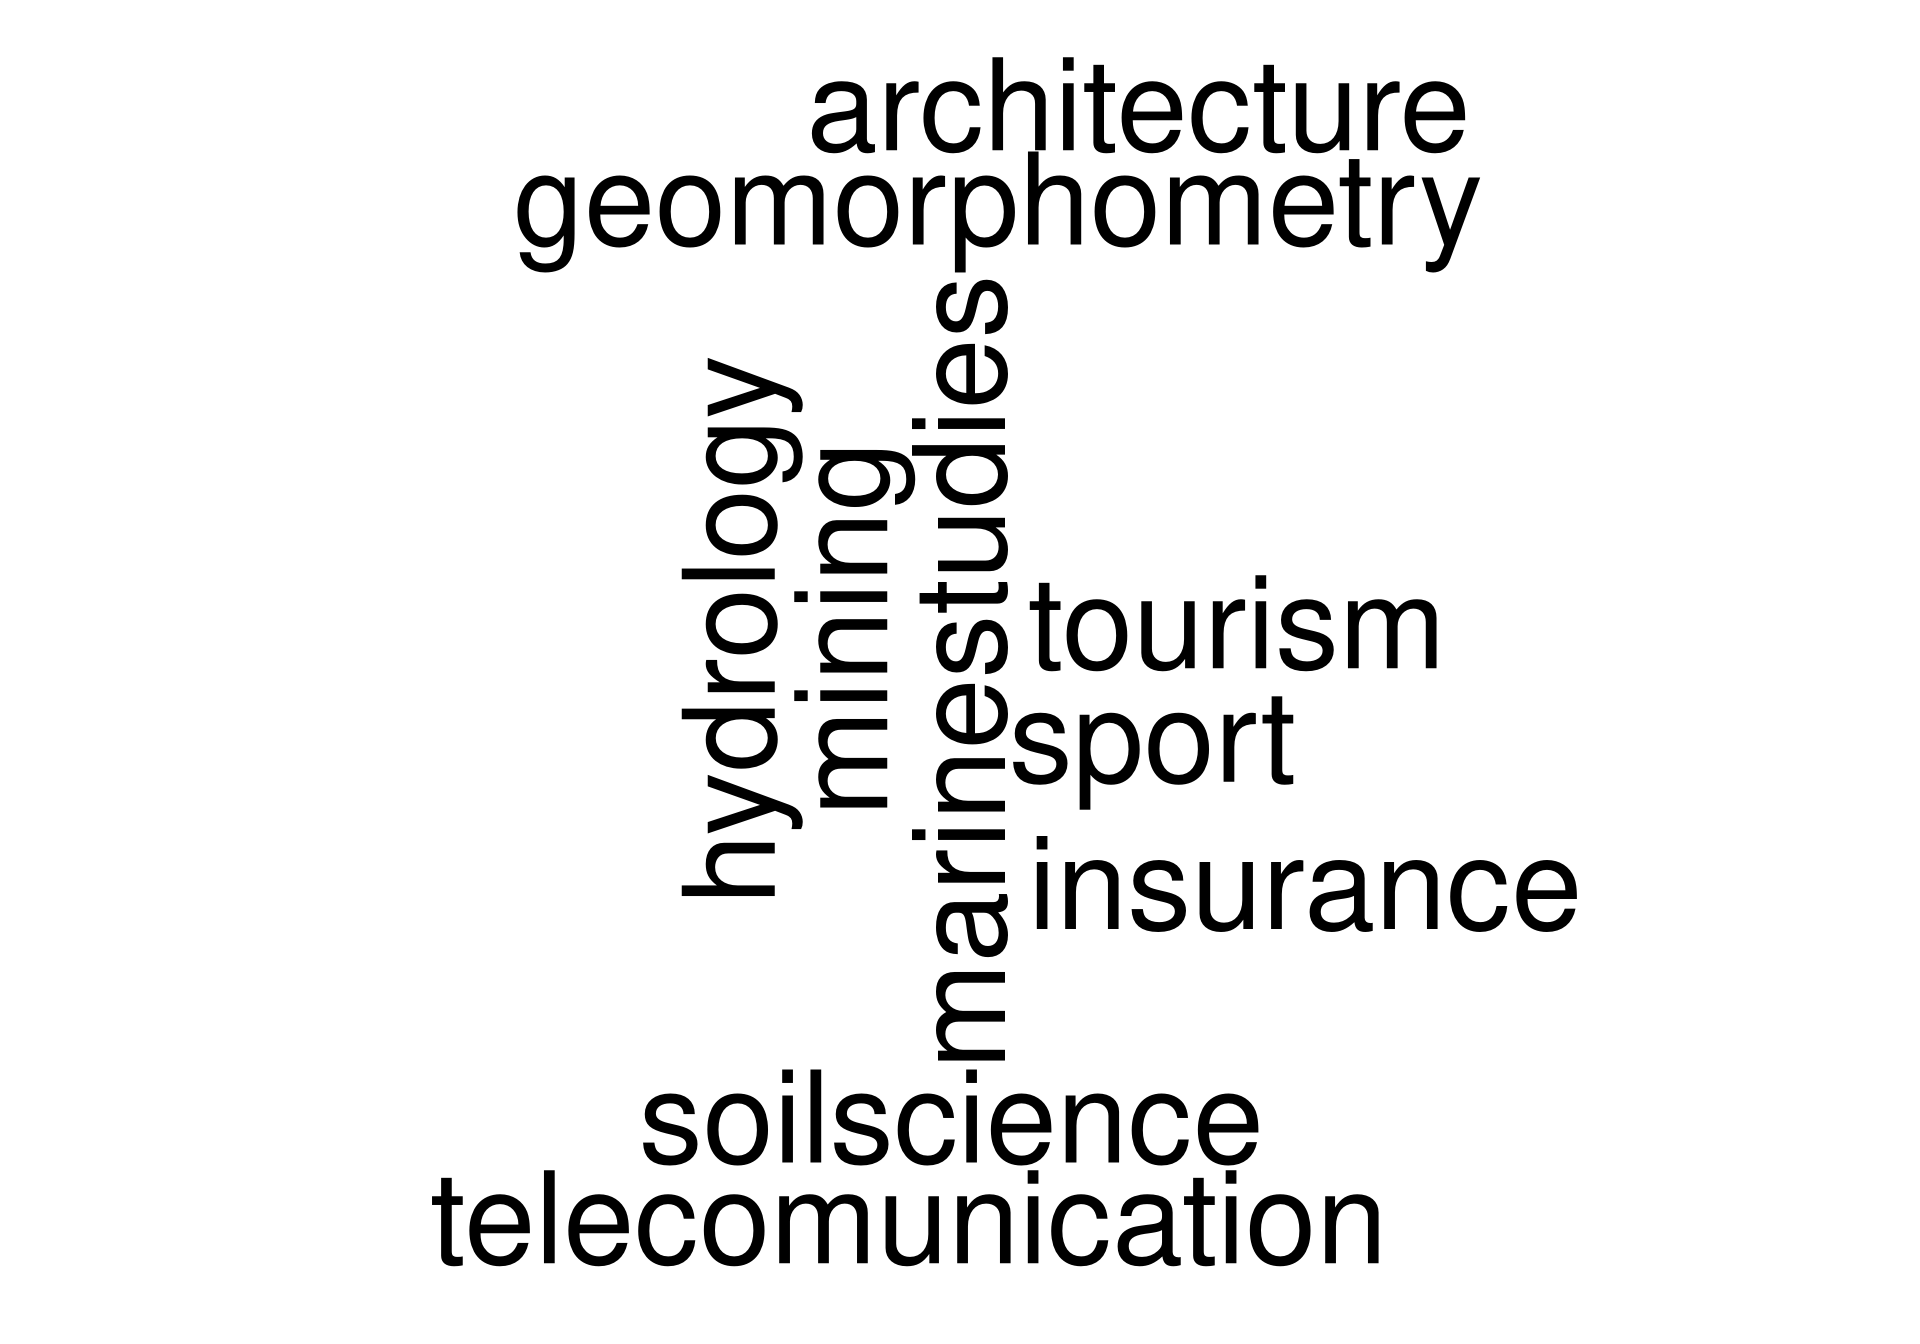 architecture
geomorphometry
hydrology
mining
marinestudies
tourism
sport
insurance
soilscience
telecomunication